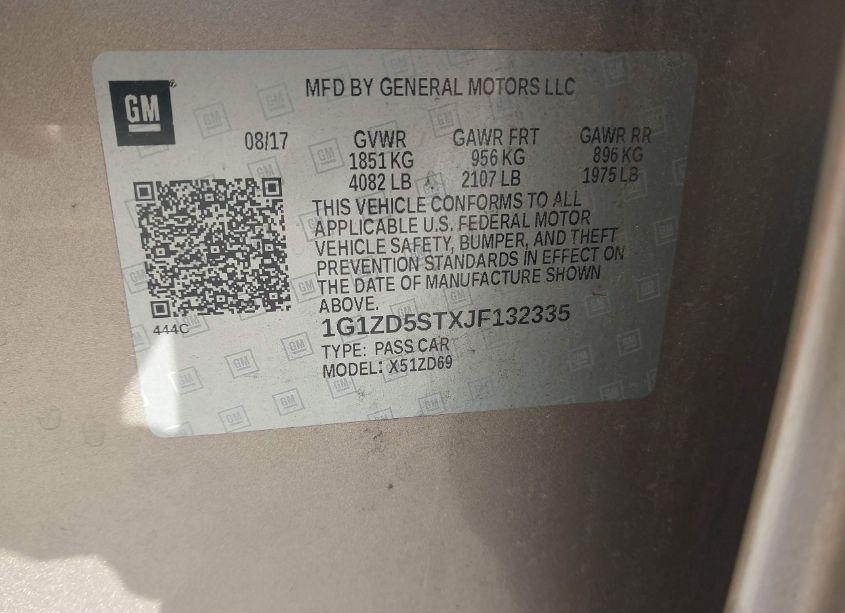 GM
MFD BY GENERAL MOTORS LLC
08/17 GVWR GAWR FRT GAWR RR
1851 KG 956 KG 896 KG
4082 LB 2107 LB 1975 LB
THIS VEHICLE CONFORMS TO ALL
APPLICABLE U.S. FEDERAL MOTOR
VEHICLE SAFETY, BUMPER, AND THEFT
PREVENTION STANDARDS IN EFFECT ON
THE DATE OF MANUFACTURE SHOWN
ABOVE.
444C
1G1ZD5STXJF132335
TYPE: PASS CAR
MODEL: X51ZD69